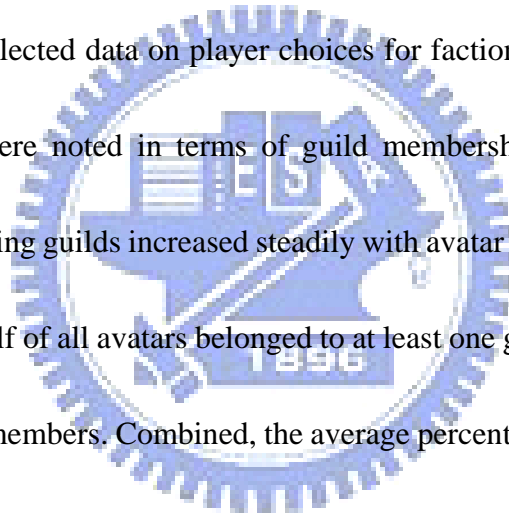 lected data on player choices for faction
ere noted in terms of guild membersh
E S
ing guilds increased steadily with avatar
lf of all avatars belonged to at least one g
1896
members. Combined, the average percent